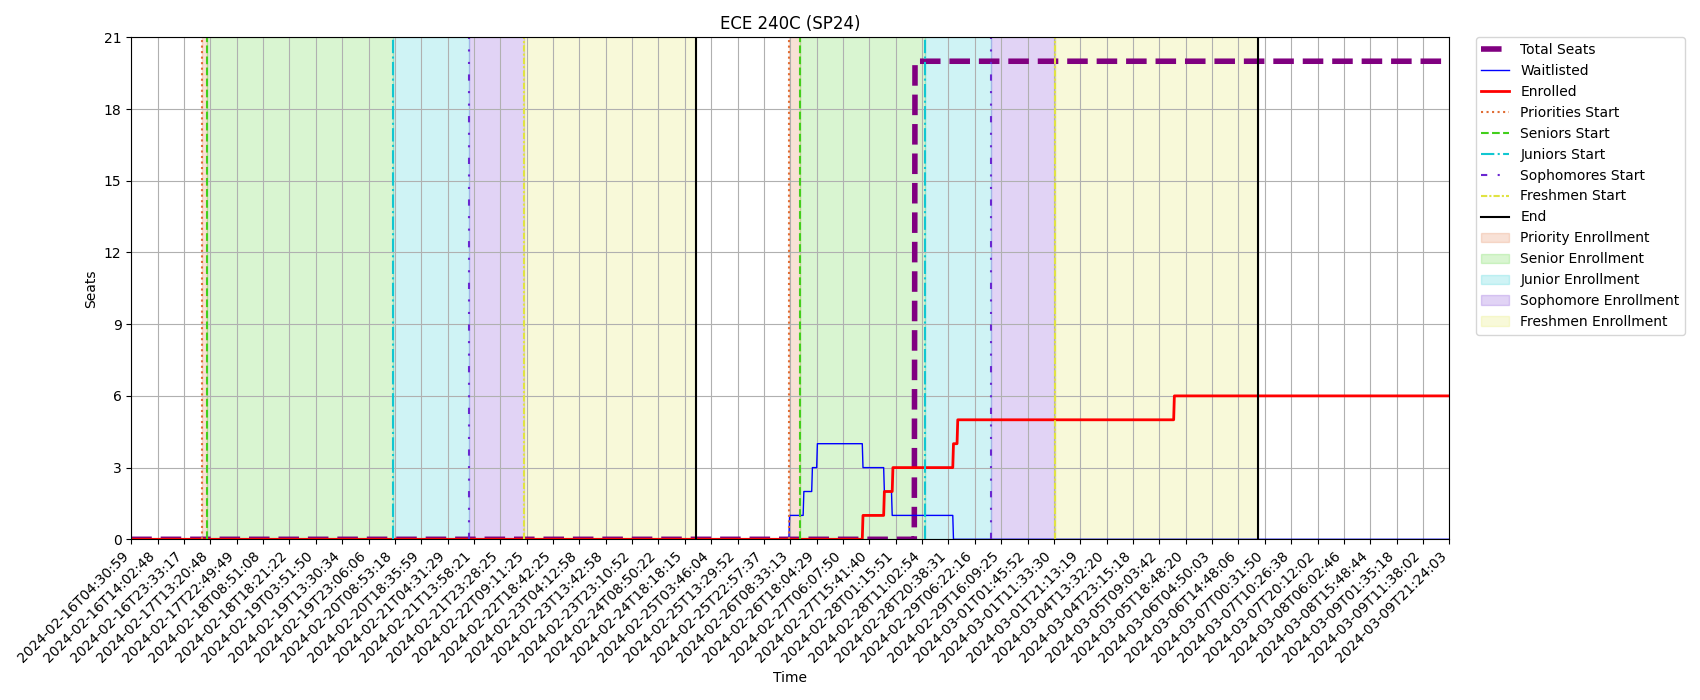 ECE 240C (SP24)
21
18
15
12
9
6
3
0
Seats
2024-02-16T04:30:59
2024-02-16T14:02:48
2024-02-16T23:33:17
2024-02-17T13:20:48
2024-02-17T22:49:49
2024-02-18T08:51:08
2024-02-18T18:21:22
2024-02-19T03:51:50
2024-02-19T13:30:34
2024-02-19T23:06:06
2024-02-20T08:53:18
2024-02-20T18:35:59
2024-02-21T04:31:29
2024-02-21T13:58:21
2024-02-21T23:28:25
2024-02-22T09:11:25
2024-02-22T18:42:25
2024-02-23T04:12:58
2024-02-23T13:42:58
2024-02-23T23:10:52
2024-02-24T08:50:22
2024-02-24T18:18:15
2024-02-25T03:46:04
2024-02-25T13:29:52
2024-02-25T22:57:37
2024-02-26T08:33:13
2024-02-26T18:04:29
2024-02-27T06:07:50
2024-02-27T15:41:40
2024-02-28T01:15:51
2024-02-28T11:02:54
2024-02-28T20:38:31
2024-02-29T06:22:16
2024-02-29T16:09:25
2024-03-01T01:45:52
2024-03-01T11:33:30
2024-03-01T21:13:19
2024-03-04T13:32:20
2024-03-04T23:15:18
2024-03-05T09:03:42
2024-03-05T18:48:20
2024-03-06T04:50:03
2024-03-06T14:48:06
2024-03-07T00:31:50
2024-03-07T10:26:38
2024-03-07T20:12:02
2024-03-08T06:02:46
2024-03-08T15:48:44
2024-03-09T01:35:18
2024-03-09T11:38:02
2024-03-09T21:24:03
Time
Total Seats
Waitlisted
Enrolled
Priorities Start
Seniors Start
Juniors Start
Sophomores Start
Freshmen Start
End
Priority Enrollment
Senior Enrollment
Junior Enrollment
Sophomore Enrollment
Freshmen Enrollment